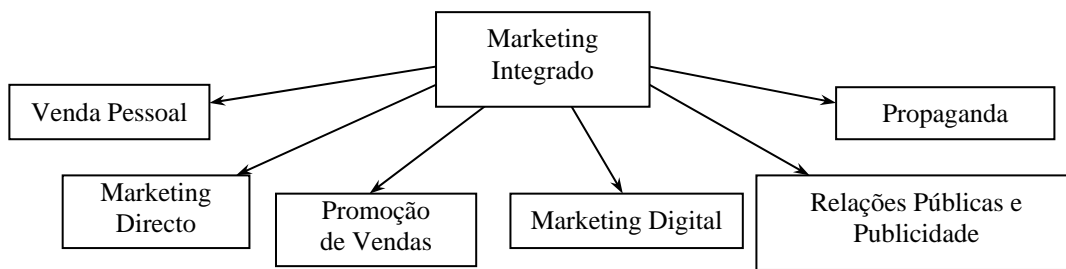 Marketing
Integrado
Venda Pessoal
Propaganda
Marketing
Directo
Promoção
de Vendas
Marketing Digital
Relações Públicas e
Publicidade